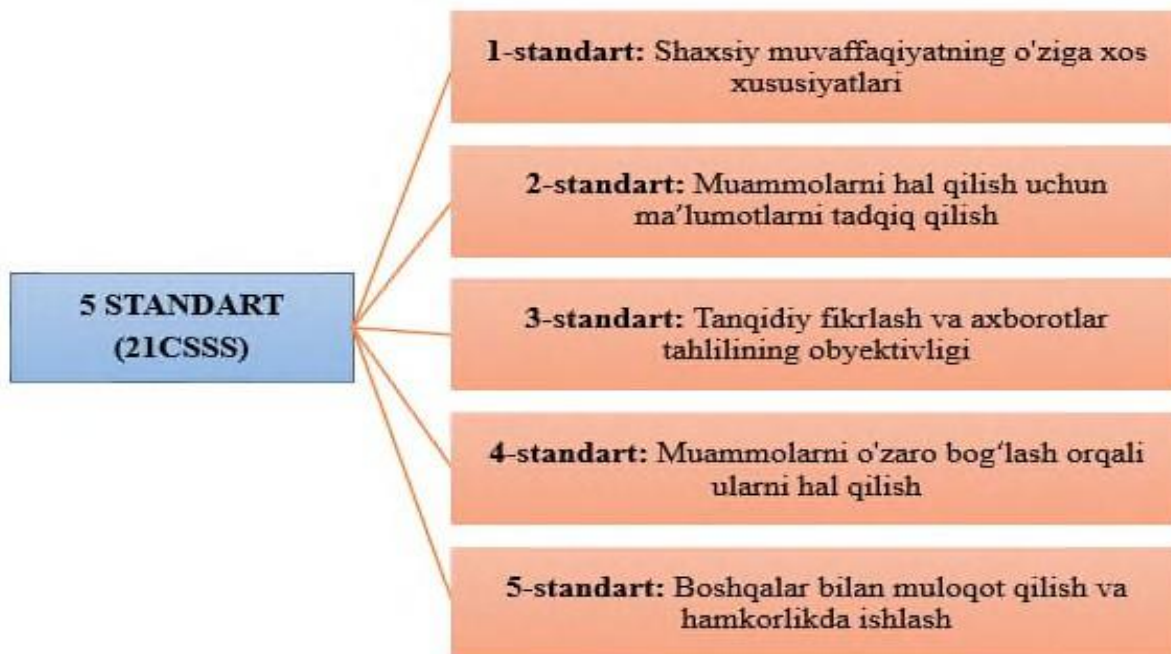 1-standart: Shaxsiy muvaffaqiyatning o'ziga xos
xususiyatlari
2-standart: Muammolarni hal qilish uchun
ma’lumotlarni tadqiq qilish
5 STANDART
(21CSSS)
3-standart: Tanqidiy fikrlash va axborotlar
tahlilining obyektivligi
4-standart: Muammolarni o'zaro bog‘lash orqali
ularni hal qilish
5-standart: Boshqalar bilan muloqot qilish va
hamkorlikda ishlash